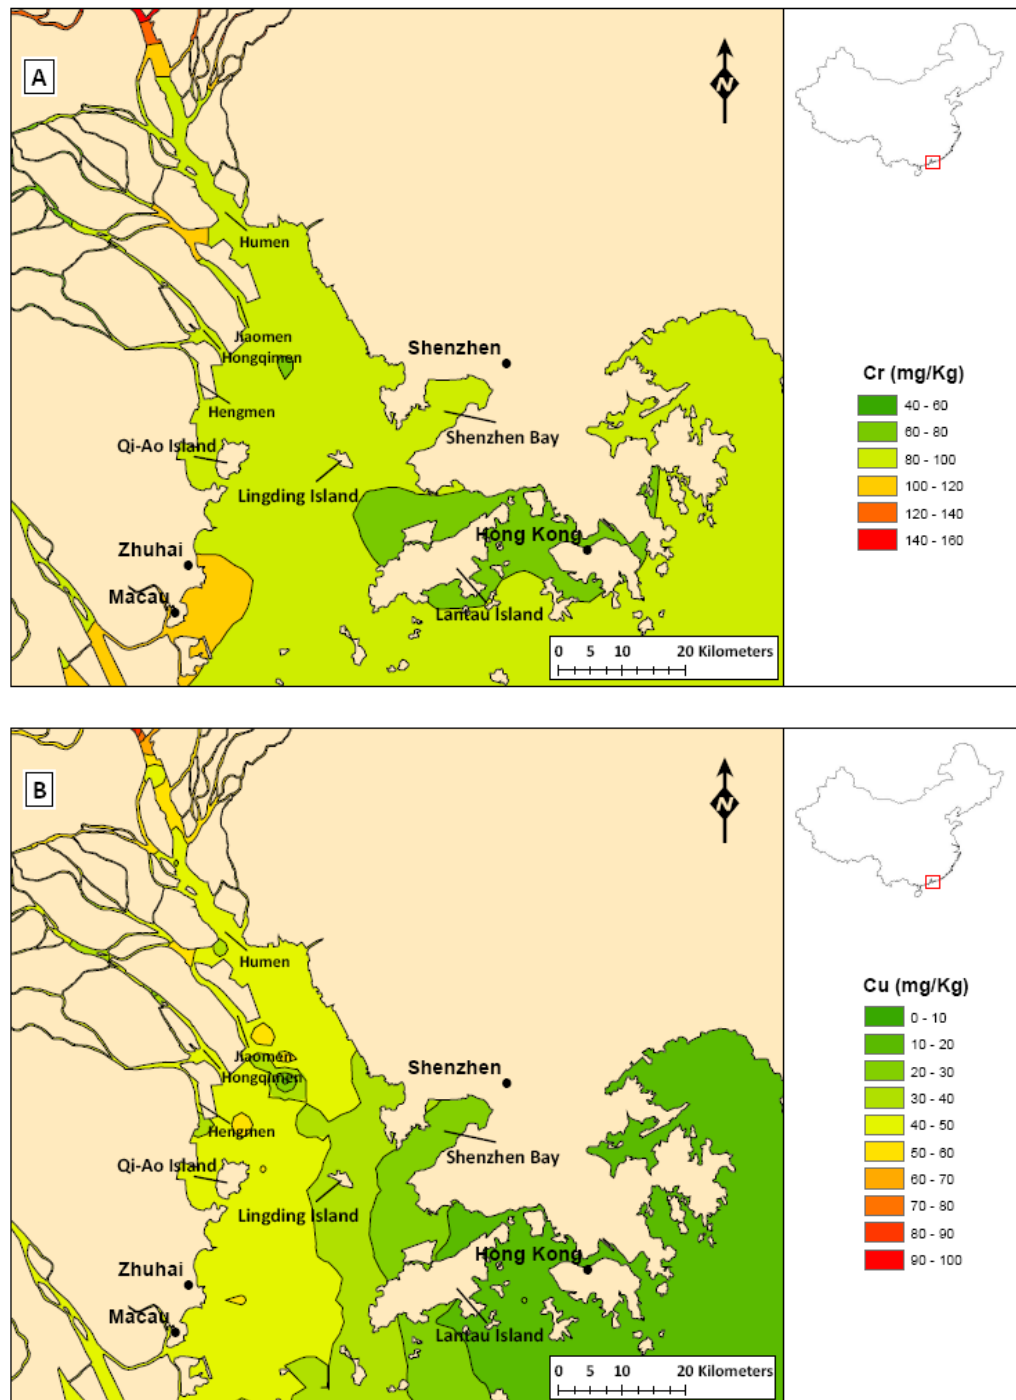 A
N
Humen
Jiaomen
Hongqimen
Shenzhen
Hengmen
Shenzhen Bay
Qi-Ao Island
Lingding Island
Hong Kong
Zhuhai
Macau
Lantau Island
0 5 10 20 Kilometers
Cr (mg/Kg)
40 - 60
60 - 80
80 - 100
100 - 120
120 - 140
140 - 160
B
N
Humen
Jiaomen
Hongqimen
Shenzhen
Hengmen
Shenzhen Bay
Qi-Ao Island
Lingding Island
Hong Kong
Zhuhai
Macau
Lantau Island
0 5 10 20 Kilometers
Cu (mg/Kg)
0 - 10
10 - 20
20 - 30
30 - 40
40 - 50
50 - 60
60 - 70
70 - 80
80 - 90
90 - 100